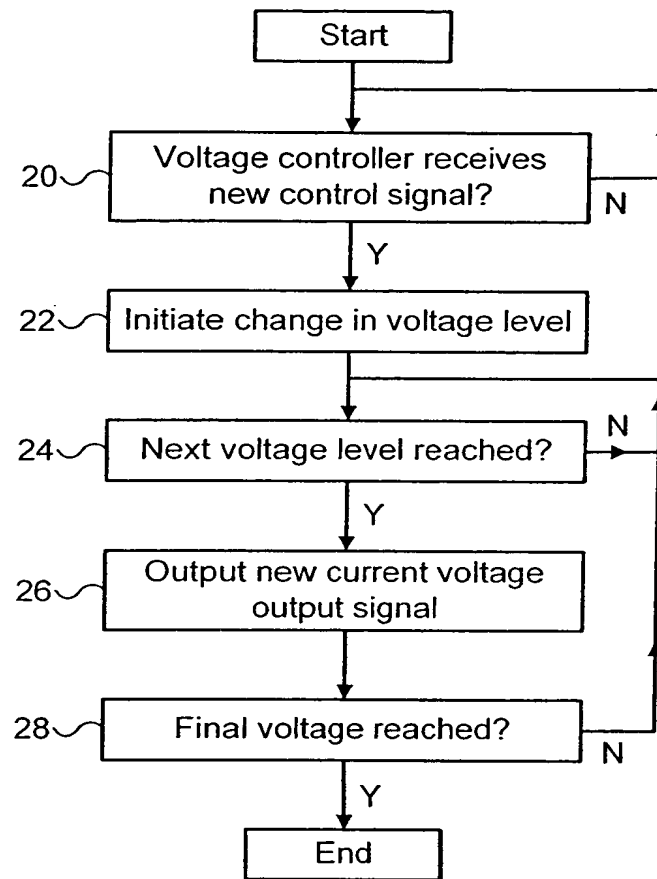 Start
20
Voltage controller receives
new control signal?
N
Y
22
Initiate change in voltage level
24
Next voltage level reached?
N
Y
26
Output new current voltage
output signal
28
Final voltage reached?
N
Y
End